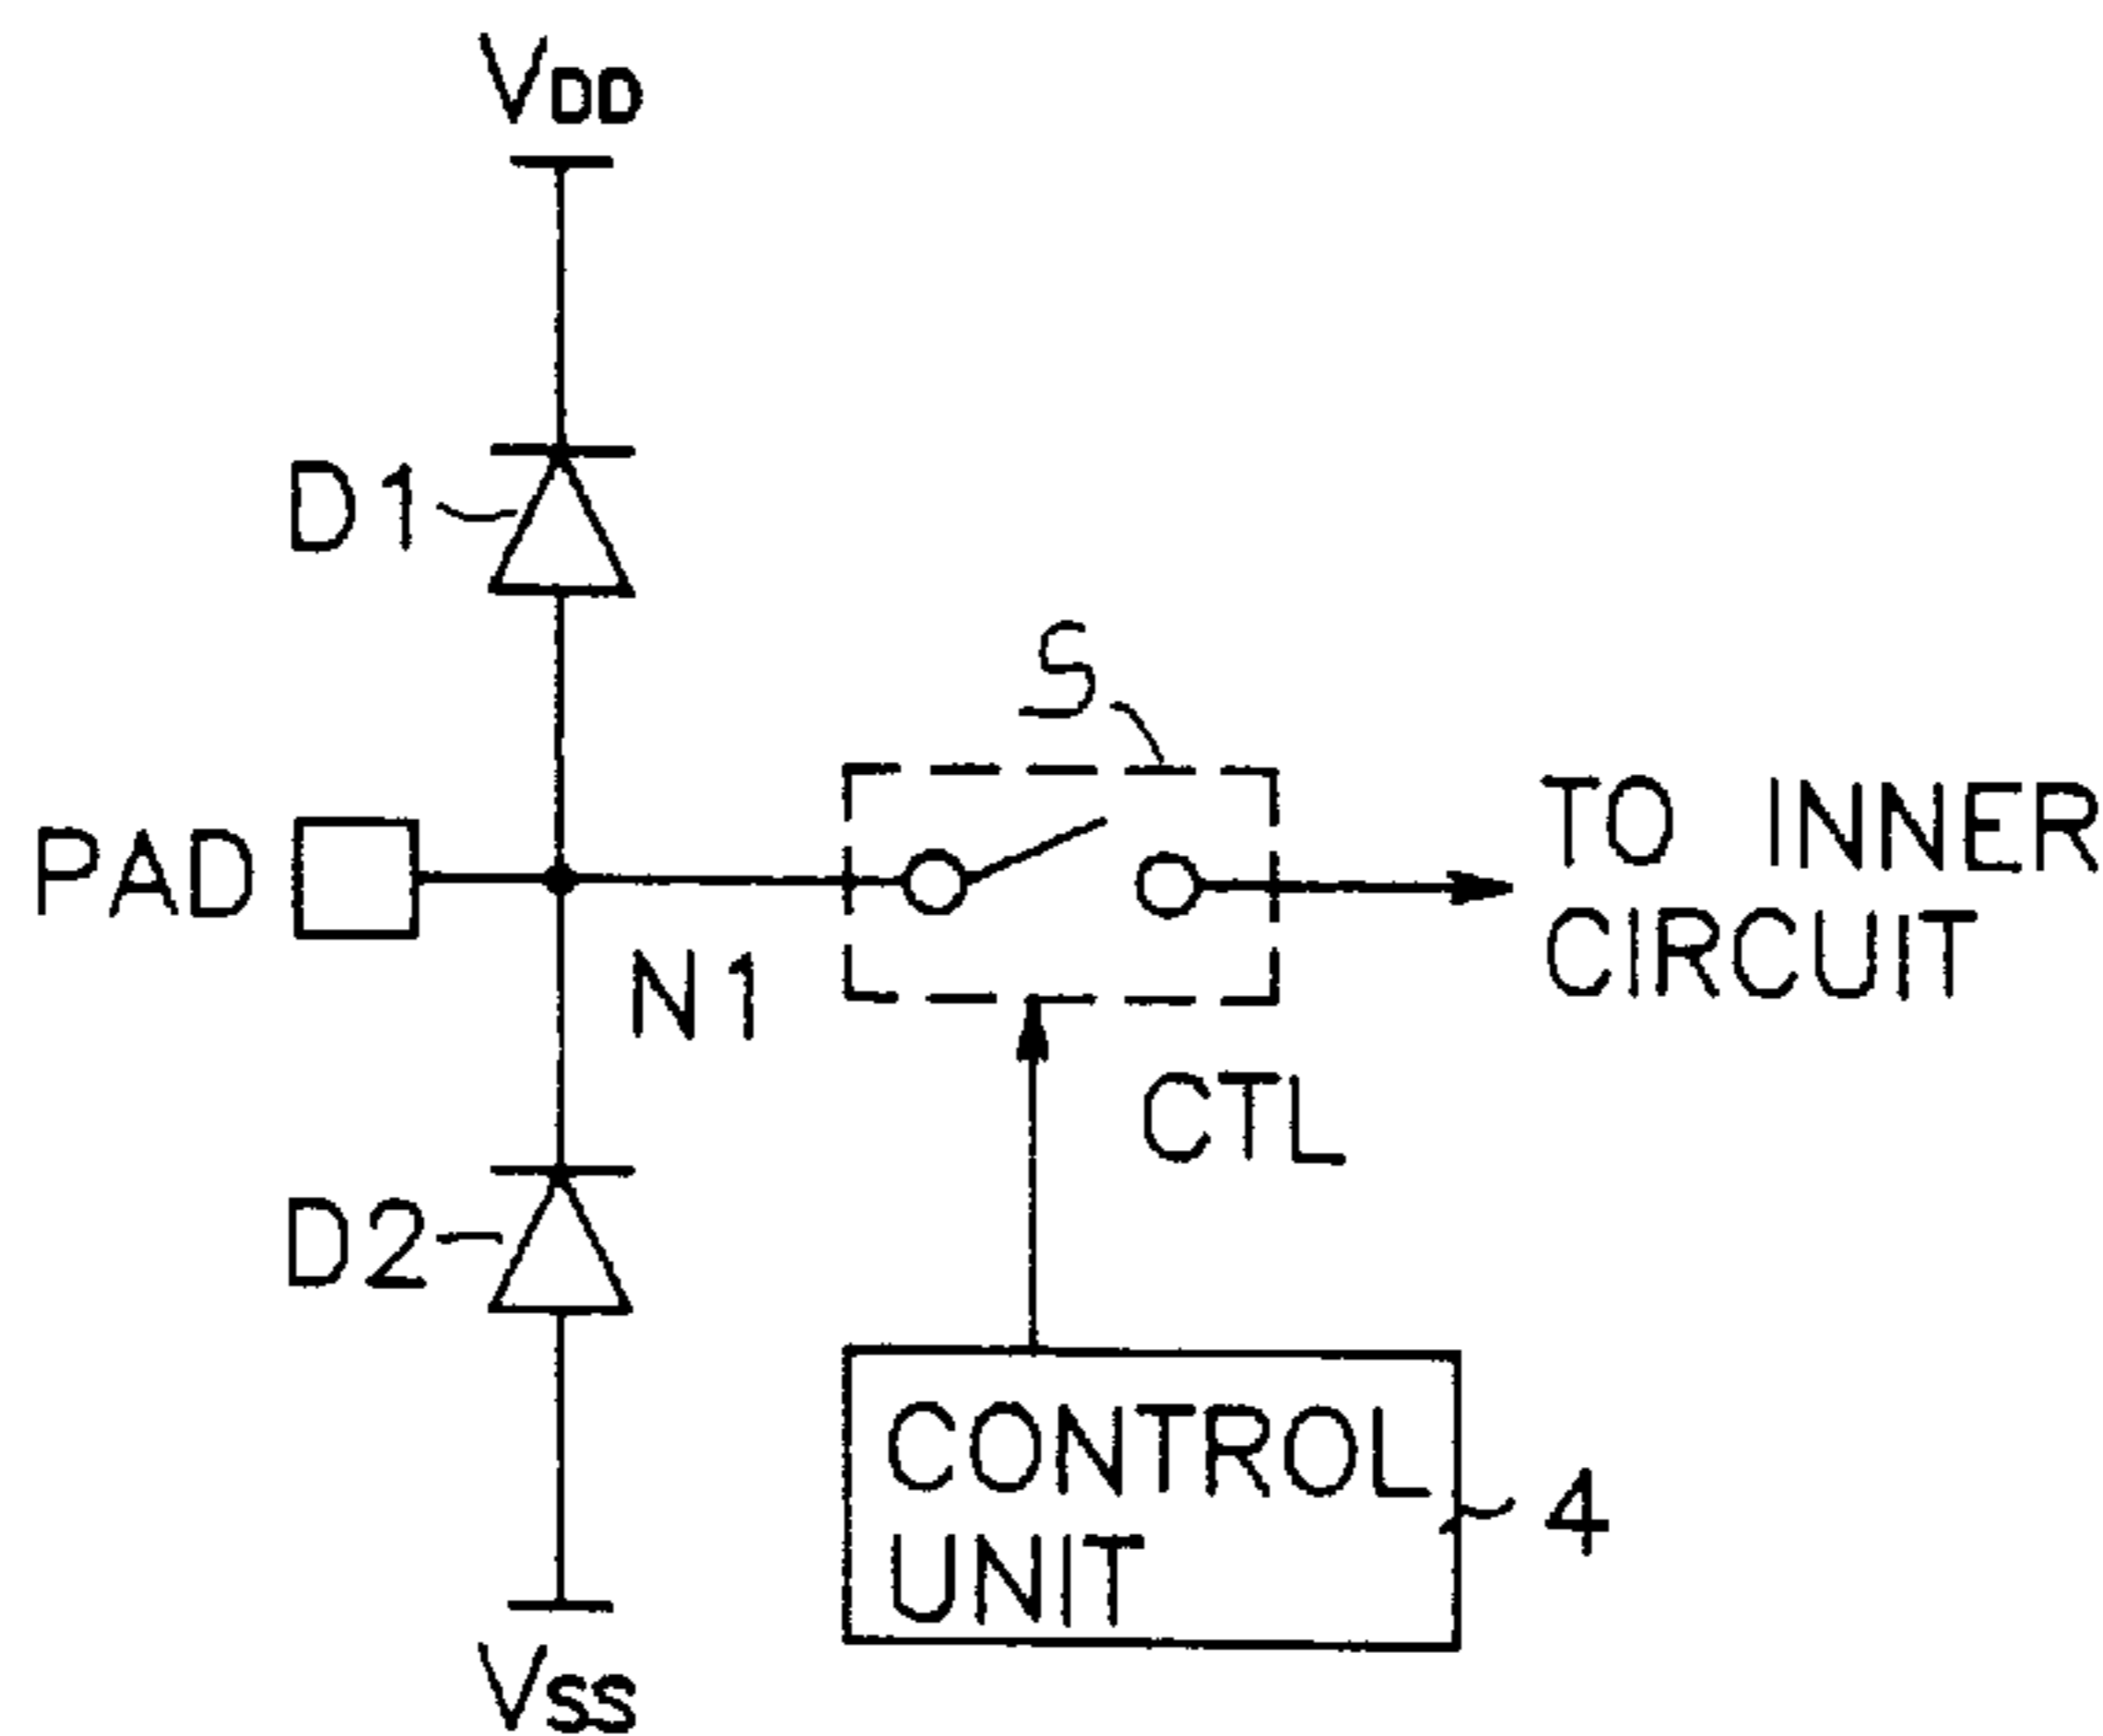 VDD
D1
S
PAD
TO INNER
CIRCUIT
N1
CTL
D2
CONTROL
UNIT
4
VSS